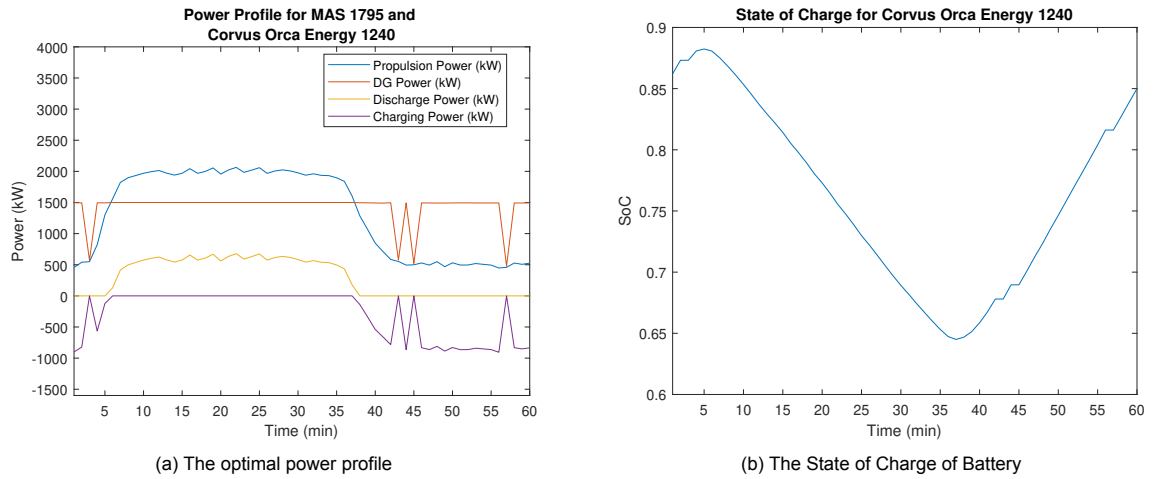 Power Profile for MAS 1795 and
Corvus Orca Energy 1240
4000
3500
3000
2500
2000
1500
1000
500
0
-500
-1000
-1500
Power (kW)
Propulsion Power (kW)
DG Power (kW)
Discharge Power (kW)
Charging Power (kW)
5 10 15 20 25 30 35 40 45 50 55 60
Time (min)
(a) The optimal power profile
State of Charge for Corvus Orca Energy 1240
0.9
0.85
0.8
0.75
0.7
0.65
0.6
SoC
5 10 15 20 25 30 35 40 45 50 55 60
Time (min)
(b) The State of Charge of Battery